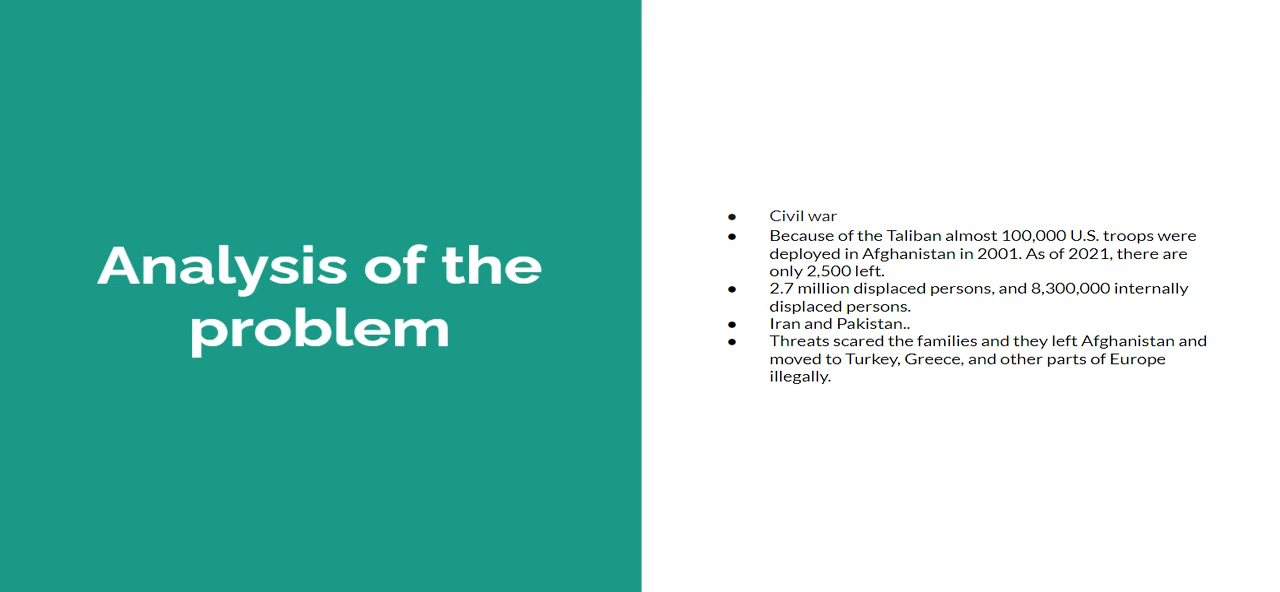 Analysis of the
problem
● Civil war
● Because of the Taliban almost 100,000 U.S. troops were
deployed in Afghanistan in 2001. As of 2021, there are
only 2,500 left.
● 2.7 million displaced persons, and 8,300,000 internally
displaced persons.
● Iran and Pakistan..
● Threats scared the families and they left Afghanistan and
moved to Turkey, Greece, and other parts of Europe
illegally.